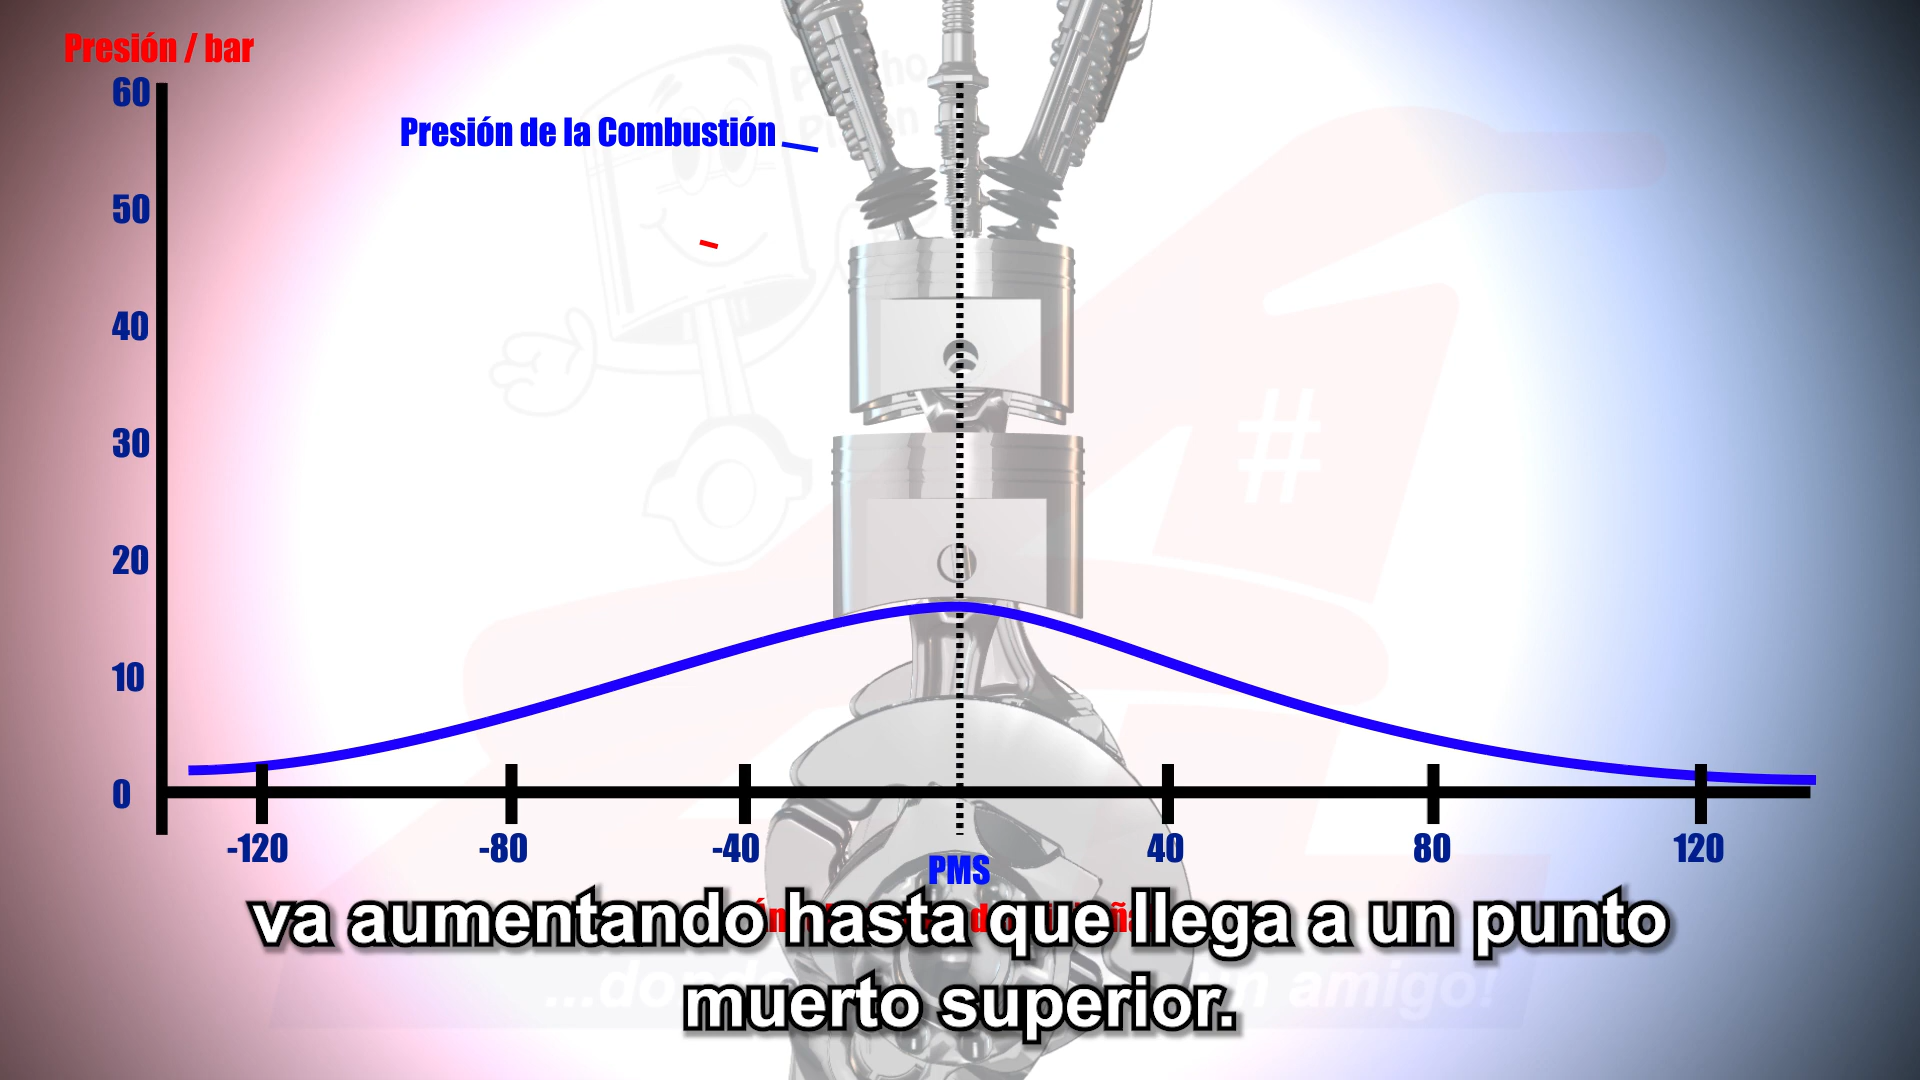 Presión / bar
60
Presión de la Combustión
50
40
30
#
20
10
0
-120 -80 -40 40 80 120
PMS
va aumentando hasta que llega a un punto
muerto superior.
amigo!